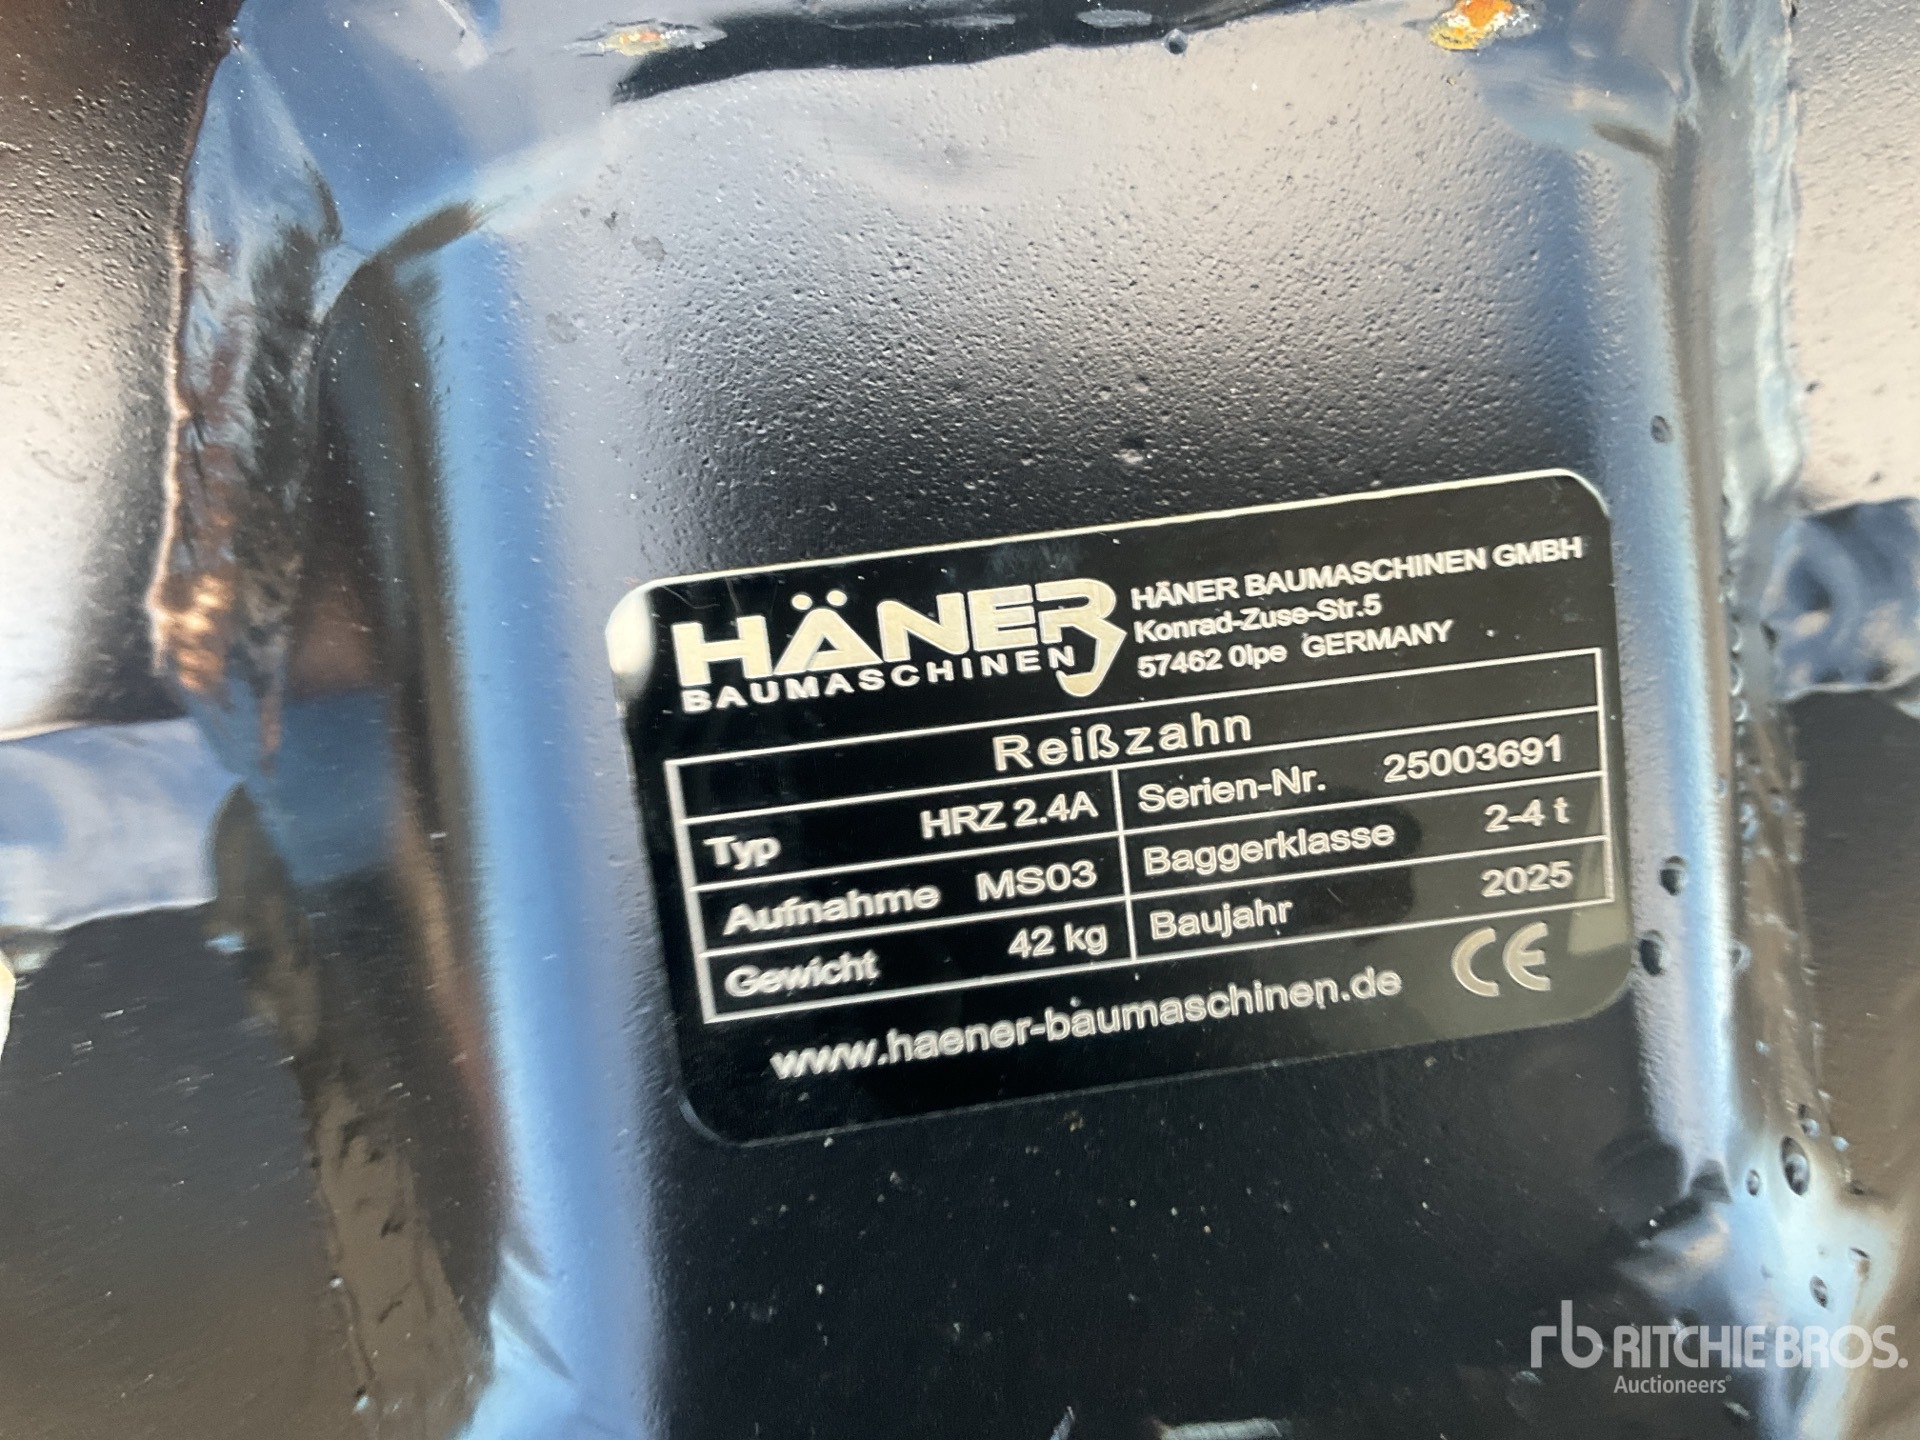 HÄNER
BAUMASCHINEN
HÄNER BAUMASCHINEN GMBH
Konrad-Zuse-Str.5
57462 Olpe GERMANY
Reißzahn
Typ HRZ 2.4A Serien-Nr. 25003691
Aufnahme MS03 Baggerklasse 2-4 t
Gewicht 42 kg Baujahr 2025
www.haener-baumaschinen.de CE
rb RITCHIE BROS.
Auctioneers